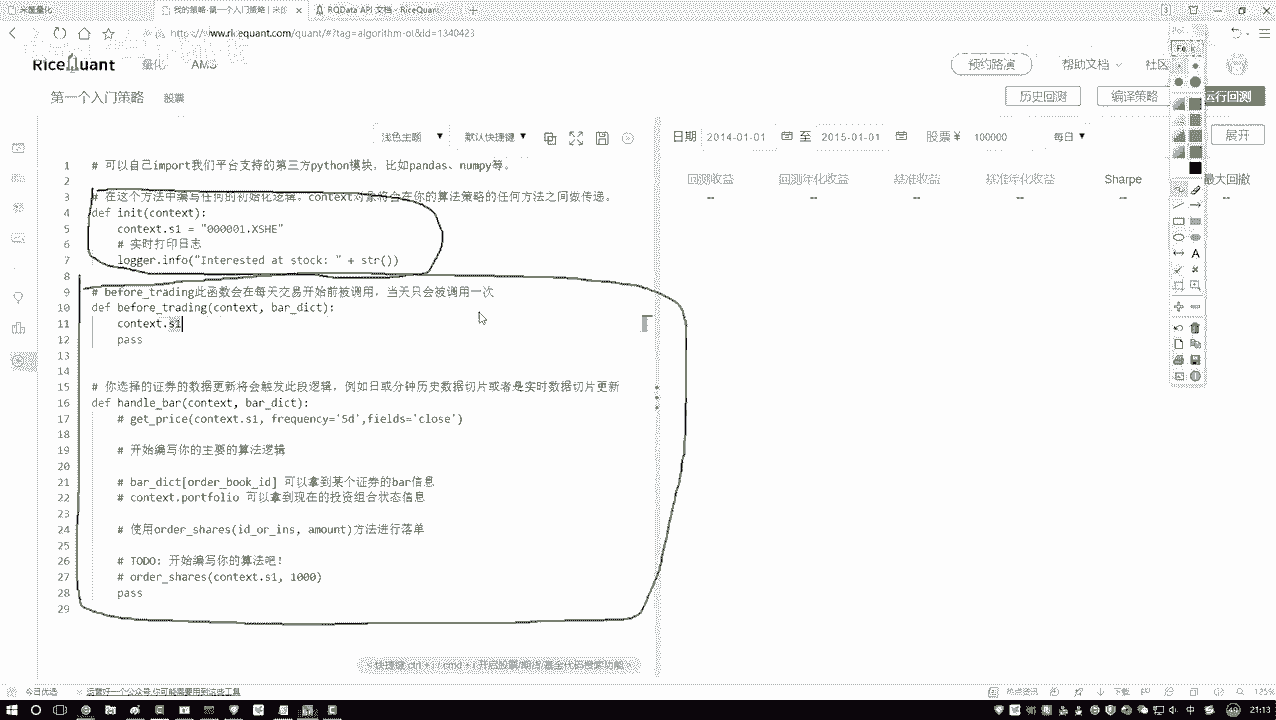 米筐量化
我的策略-第一个入门策略 | 米筐
RQData API 文档 - RiceQuant
www.ricequant.com/quant/#?tag=algorithm-ol&id=1340423
RiceQuant 量化 AMS 预约路演 帮助文档 社区
第一个入门策略 股票 历史回测 编译策略 运行回测
浅色主题 默认快捷键 日期 2014-01-01 至 2015-01-01 股票 ¥ 100000 每日 展开
回测收益 回测年化收益 基准收益 基准年化收益 Sharpe 最大回撤
-- -- -- -- -- --
1 # 可以自己import我们平台支持的第三方python模块，比如pandas、numpy等。
2
3 # 在这个方法中编写任何的初始化逻辑。context对象将会在你的算法策略的任何方法之间做传递。
4 def init(context):
5 context.s1 = "000001.XSHE"
6 # 实时打印日志
7 logger.info("Interested at stock: " + str())
8
9 # before_trading此函数会在每天交易开始前被调用，当天只会被调用一次
10 def before_trading(context, bar_dict):
11 context.s1
12 pass
13
14
15 # 你选择的证券的数据更新将会触发此段逻辑，例如日或分钟历史数据切片或者是实时数据切片更新
16 def handle_bar(context, bar_dict):
17 # get_price(context.s1, frequency='5d',fields='close')
18
19 # 开始编写你的主要的算法逻辑
20
21 # bar_dict[order_book_id] 可以拿到某个证券的bar信息
22 # context.portfolio 可以拿到现在的投资组合状态信息
23
24 # 使用order_shares(id_or_ins, amount)方法进行落单
25
26 # TODO: 开始编写你的算法吧！
27 # order_shares(context.s1, 1000)
28 pass
29
今日优选 运营好一个公众号,你可能需要用到这些工具 热点资讯 下载 125%
中 21:13